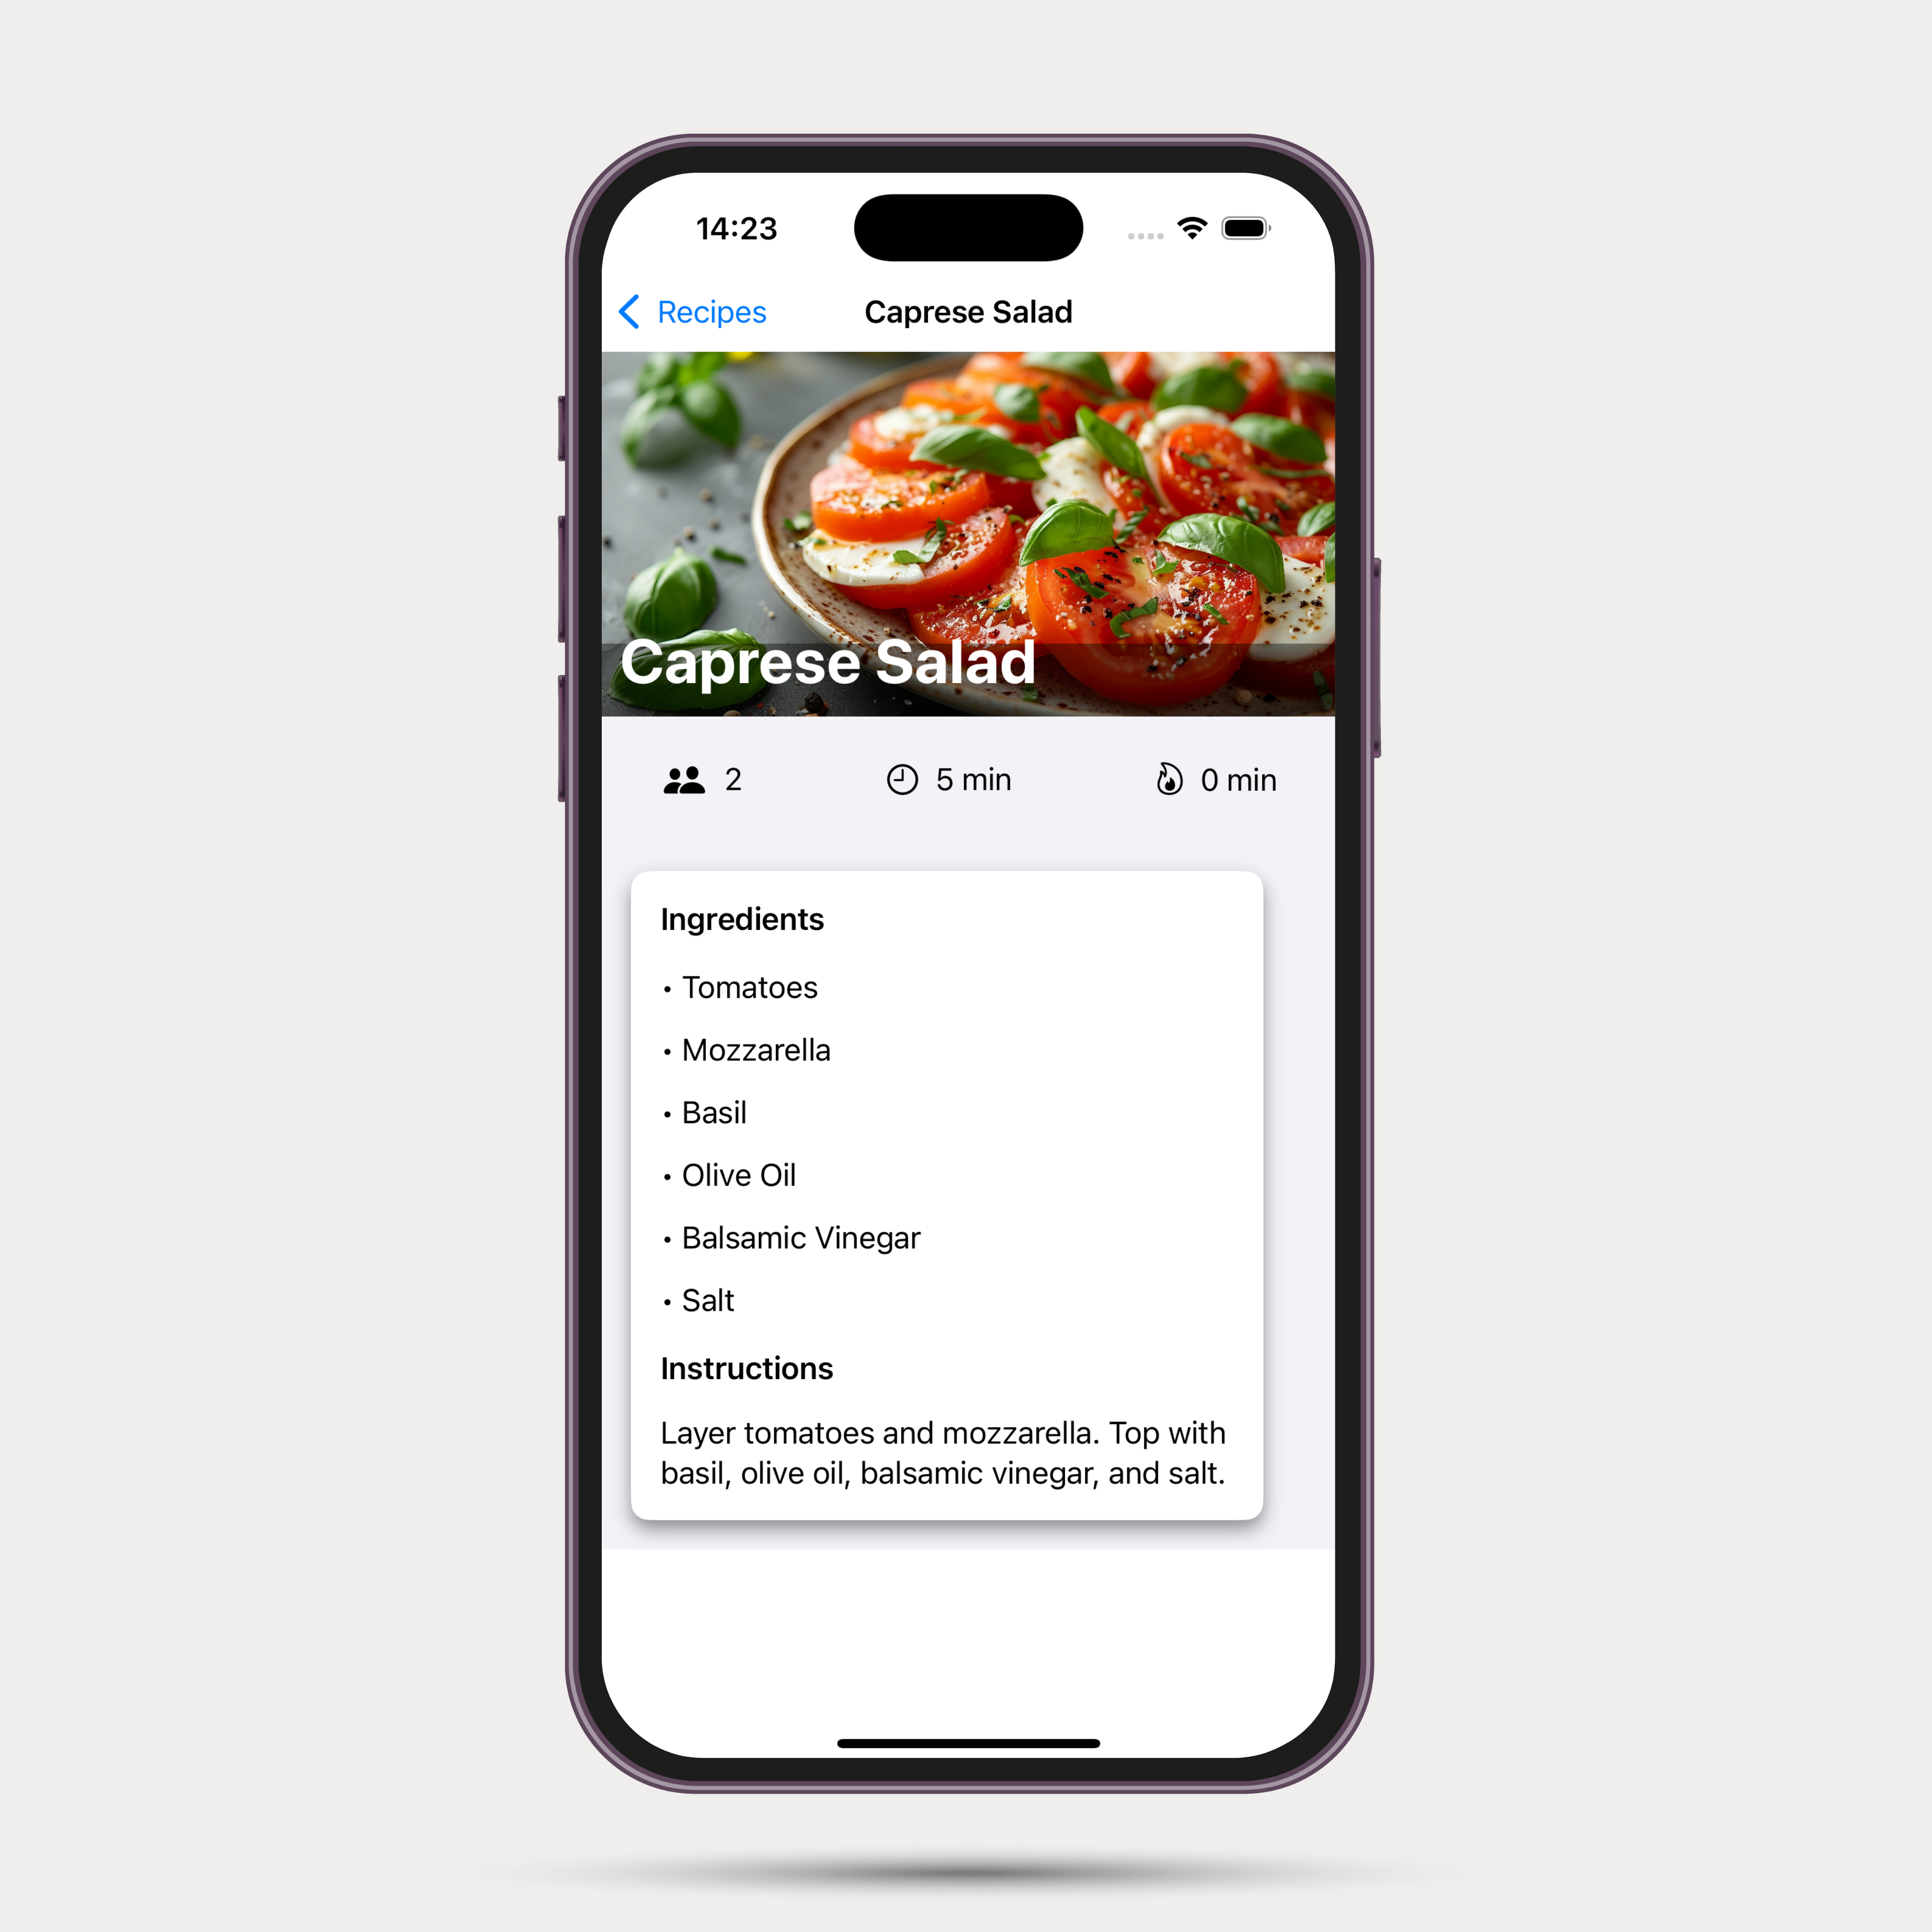 14:23
Recipes
Caprese Salad
Caprese Salad
2
5 min
0 min
Ingredients
• Tomatoes
• Mozzarella
• Basil
• Olive Oil
• Balsamic Vinegar
• Salt
Instructions
Layer tomatoes and mozzarella. Top with
basil, olive oil, balsamic vinegar, and salt.